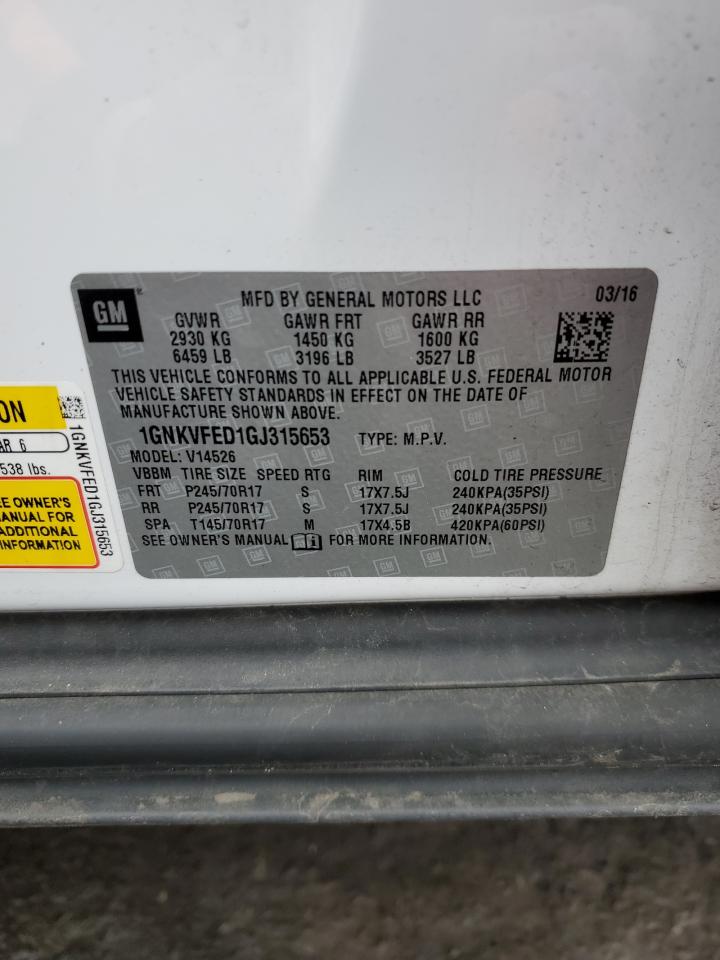 GM
MFD BY GENERAL MOTORS LLC 03/16
GVWR GAWR FRT GAWR RR
2930 KG 1450 KG 1600 KG
6459 LB 3196 LB 3527 LB
THIS VEHICLE CONFORMS TO ALL APPLICABLE U.S. FEDERAL MOTOR
VEHICLE SAFETY STANDARDS IN EFFECT ON THE DATE OF
MANUFACTURE SHOWN ABOVE.
1GNKVFED1GJ315653 TYPE: M.P.V.
MODEL: V14526
VBBM TIRE SIZE SPEED RTG RIM COLD TIRE PRESSURE
FRT P245/70R17 S 17X7.5J 240KPA(35PSI)
RR P245/70R17 S 17X7.5J 240KPA(35PSI)
SPA T145/70R17 M 17X4.5B 420KPA(60PSI)
SEE OWNER'S MANUAL FOR MORE INFORMATION.
ON
AR 6
538 lbs.
EE OWNER'S
MANUAL FOR
ADDITIONAL
INFORMATION
1GNKVFED1GJ315653